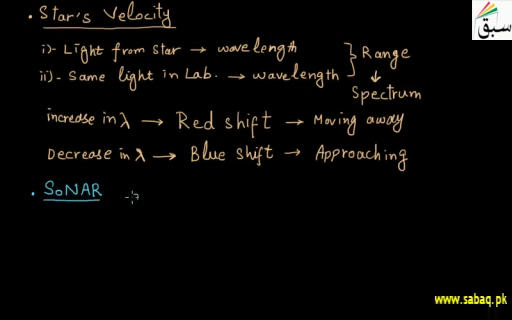 سبق
• Star's Velocity
i)- Light from Star → wavelength
ii)- Same light in Lab. → wavelength } Range
↓
Spectrum
increase in λ → Red shift → Moving away
Decrease in λ → Blue shift → Approaching
• SoNAR
www.sabaq.pk